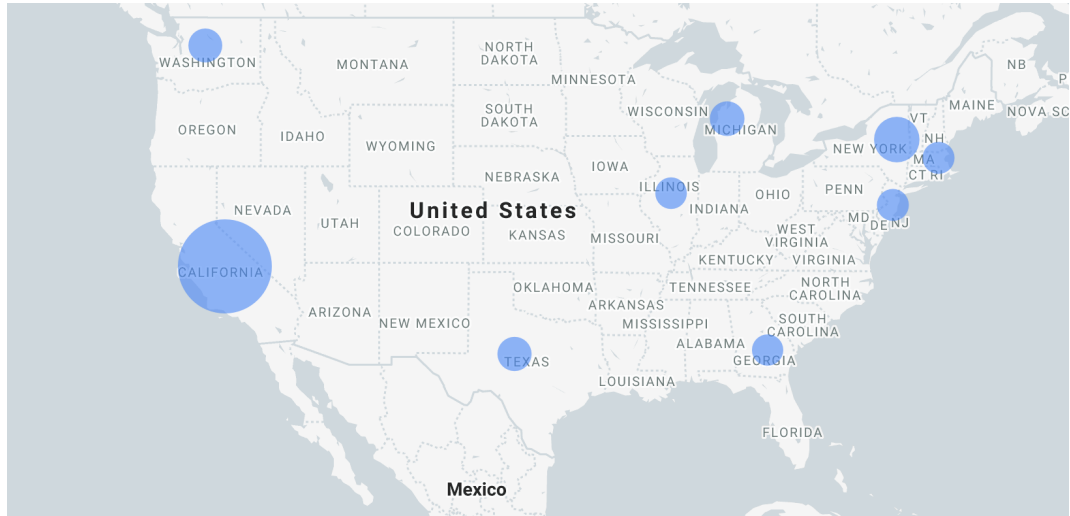 NB
P
NORTH
DAKOTA
WASHINGTON
MONTANA
MINNESOTA
MAINE
NOVA SC
SOUTH
DAKOTA
WISCONSIN
VT
OREGON
IDAHO
MICHIGAN
NH
WYOMING
NEW YORK
MA
IOWA
CT RI
NEBRASKA
ILLINOIS
OHIO
PENN
NEVADA
United States
INDIANA
UTAH
COLORADO
KANSAS
MISSOURI
MD
DE
NJ
WEST
VIRGINIA
KENTUCKY
VIRGINIA
CALIFORNIA
OKLAHOMA
TENNESSEE
NORTH
CAROLINA
ARKANSAS
ARIZONA
NEW MEXICO
MISSISSIPPI
SOUTH
CAROLINA
ALABAMA
GEORGIA
TEXAS
LOUISIANA
FLORIDA
Mexico